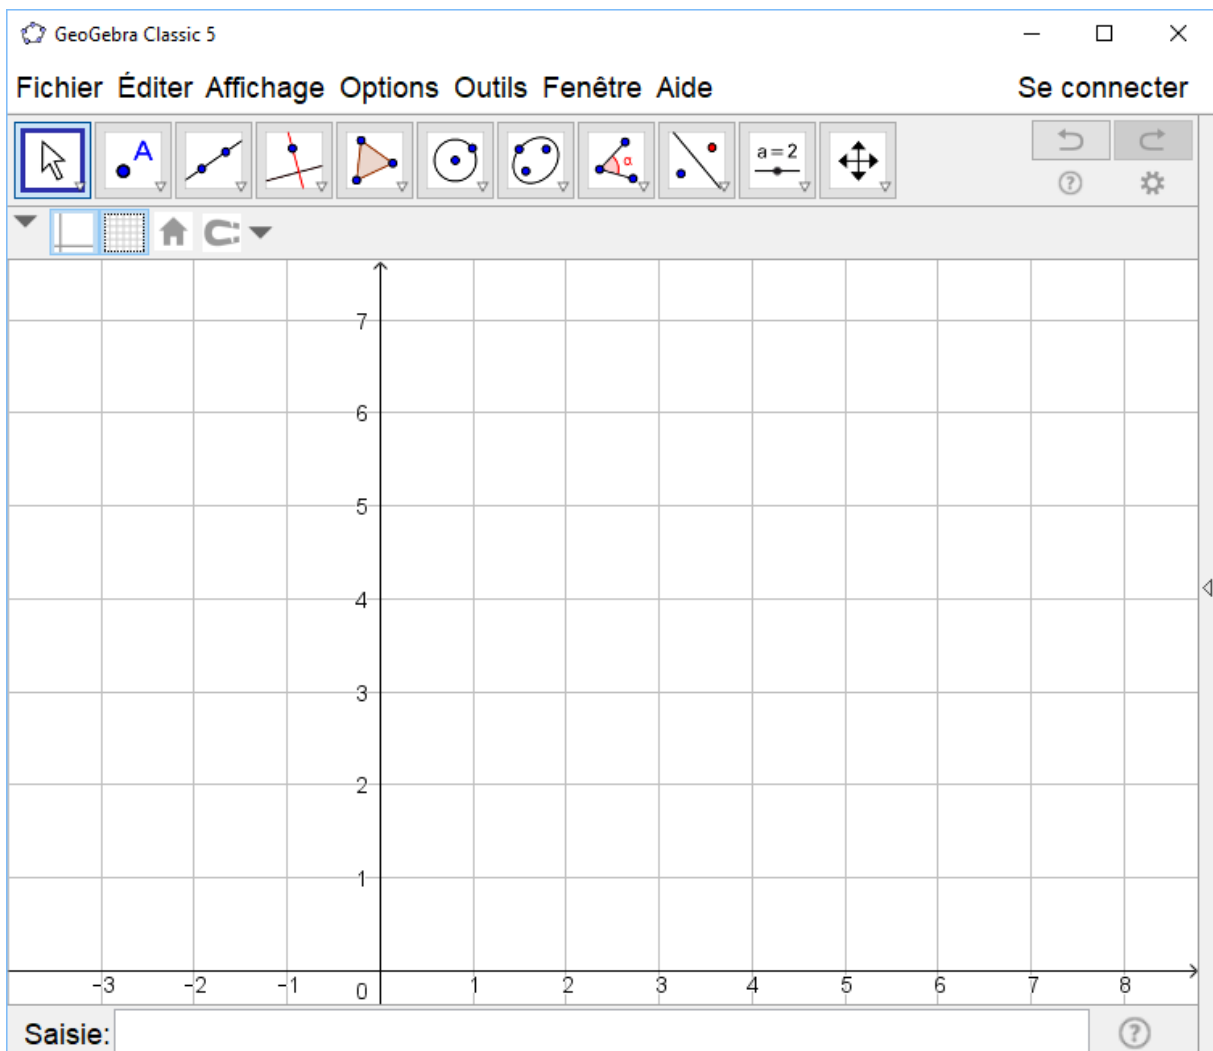 GeoGebra Classic 5
Fichier Éditer Affichage Options Outils Fenêtre Aide Se connecter
A α a=2
7
6
5
4
3
2
1
-3 -2 -1 0 1 2 3 4 5 6 7 8
Saisie: